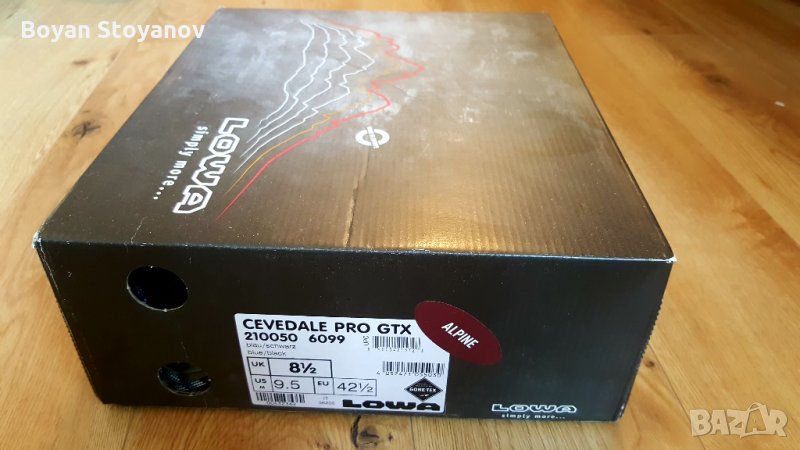 Boyan Stoyanov
LOWA
simply more....
CEVEDALE PRO GTX
210050 6099
blau/schwarz
blue/black
UPC
UK 8½
US M 9.5 EU 42½
GORE-TEX
LOWA
ALPINE
LOWA
simply more...
BAZAR